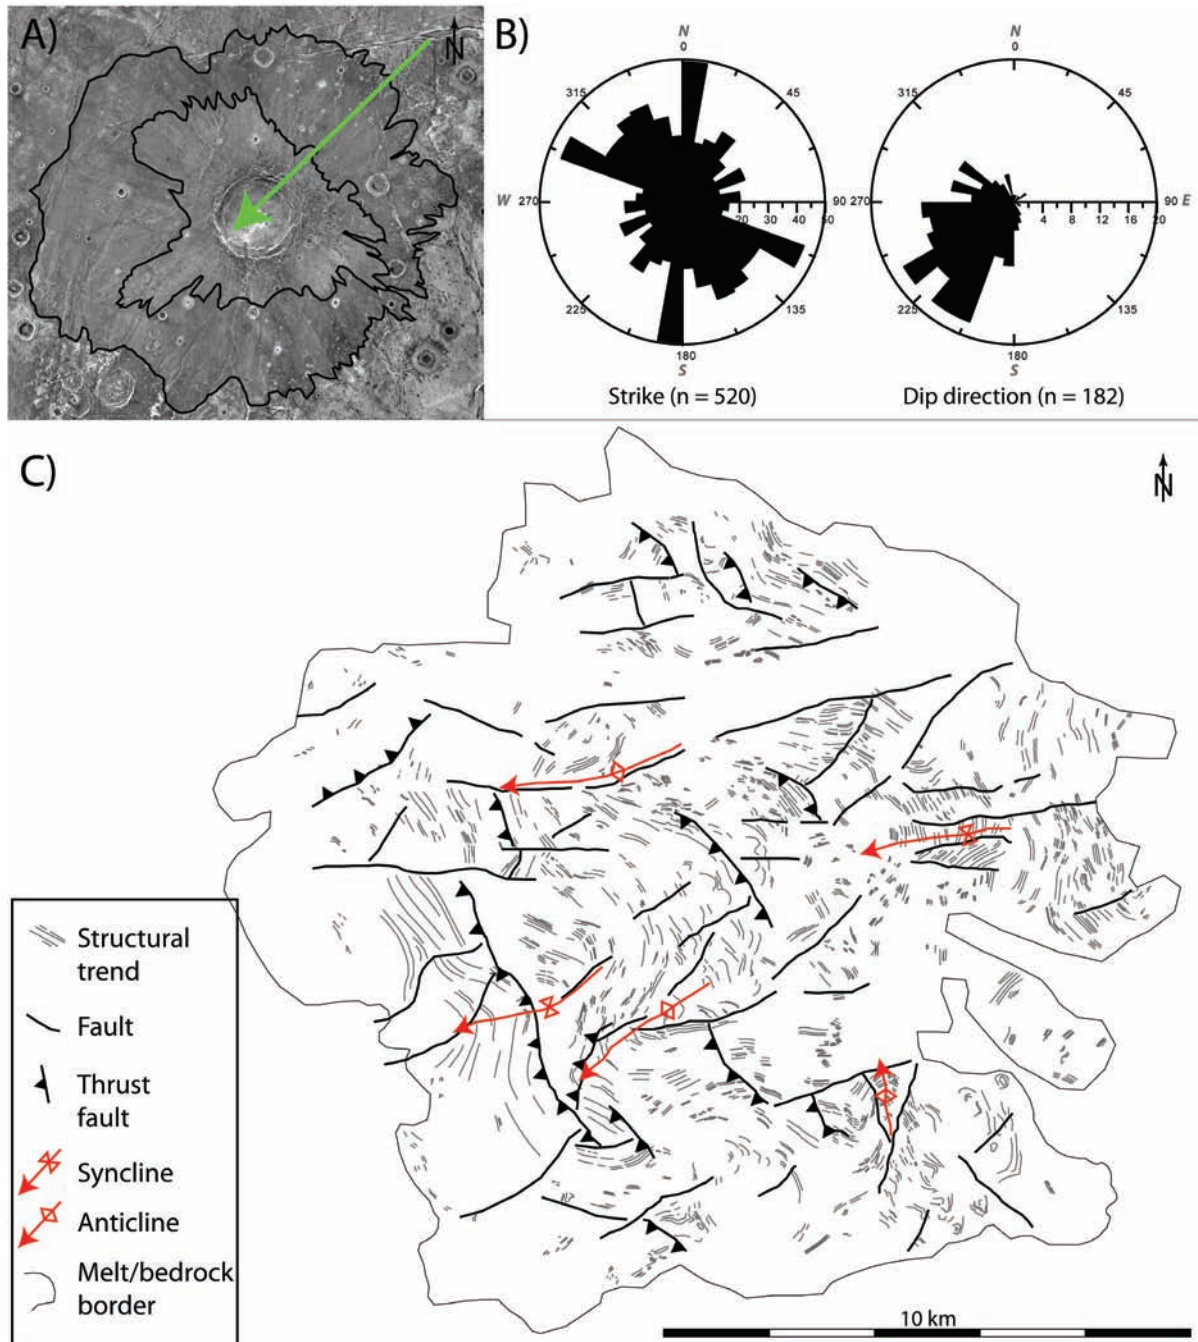 A)
N
B)
N
0
45
90
135
180
S
225
W 270
315
20 30 40 50
Strike (n = 520)
N
0
45
90 E
135
180
S
225
270
315
4 8 12 16 20
Dip direction (n = 182)
C)
N
Structural
trend
Fault
Thrust
fault
Syncline
Anticline
Melt/bedrock
border
10 km